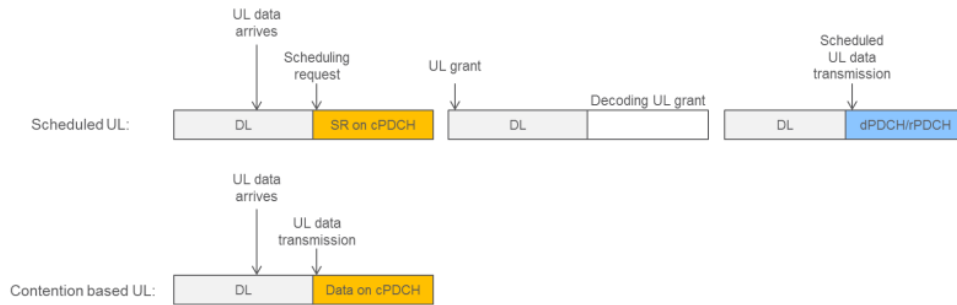 UL data
arrives
Scheduling
request
UL grant
Scheduled
UL data
transmission
Decoding UL grant
Scheduled UL:
DL
SR on cPDCH
DL
DL
dPDCH/rPDCH
UL data
arrives
UL data
transmission
Contention based UL:
DL
Data on cPDCH